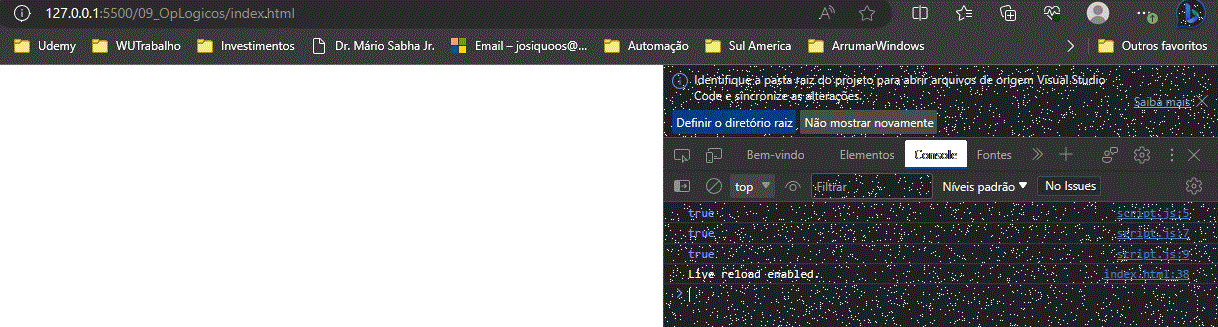 127.0.0.1:5500/09_OpLogicos/index.html
Udemy WUTrabalho Investimentos Dr. Mário Sabha Jr. Email – josiquoos@... Automação Sul America ArrumarWindows Outros favoritos
Identifique a pasta raiz do projeto para abrir arquivos de origem Visual Studio
Code e sincronize as alterações.
Saiba mais
Definir o diretório raiz Não mostrar novamente
Bem-vindo Elementos Console Fontes
top Filtrar Níveis padrão No Issues
true script.js:5
true script.js:7
true script.js:9
Live reload enabled. index.html:38